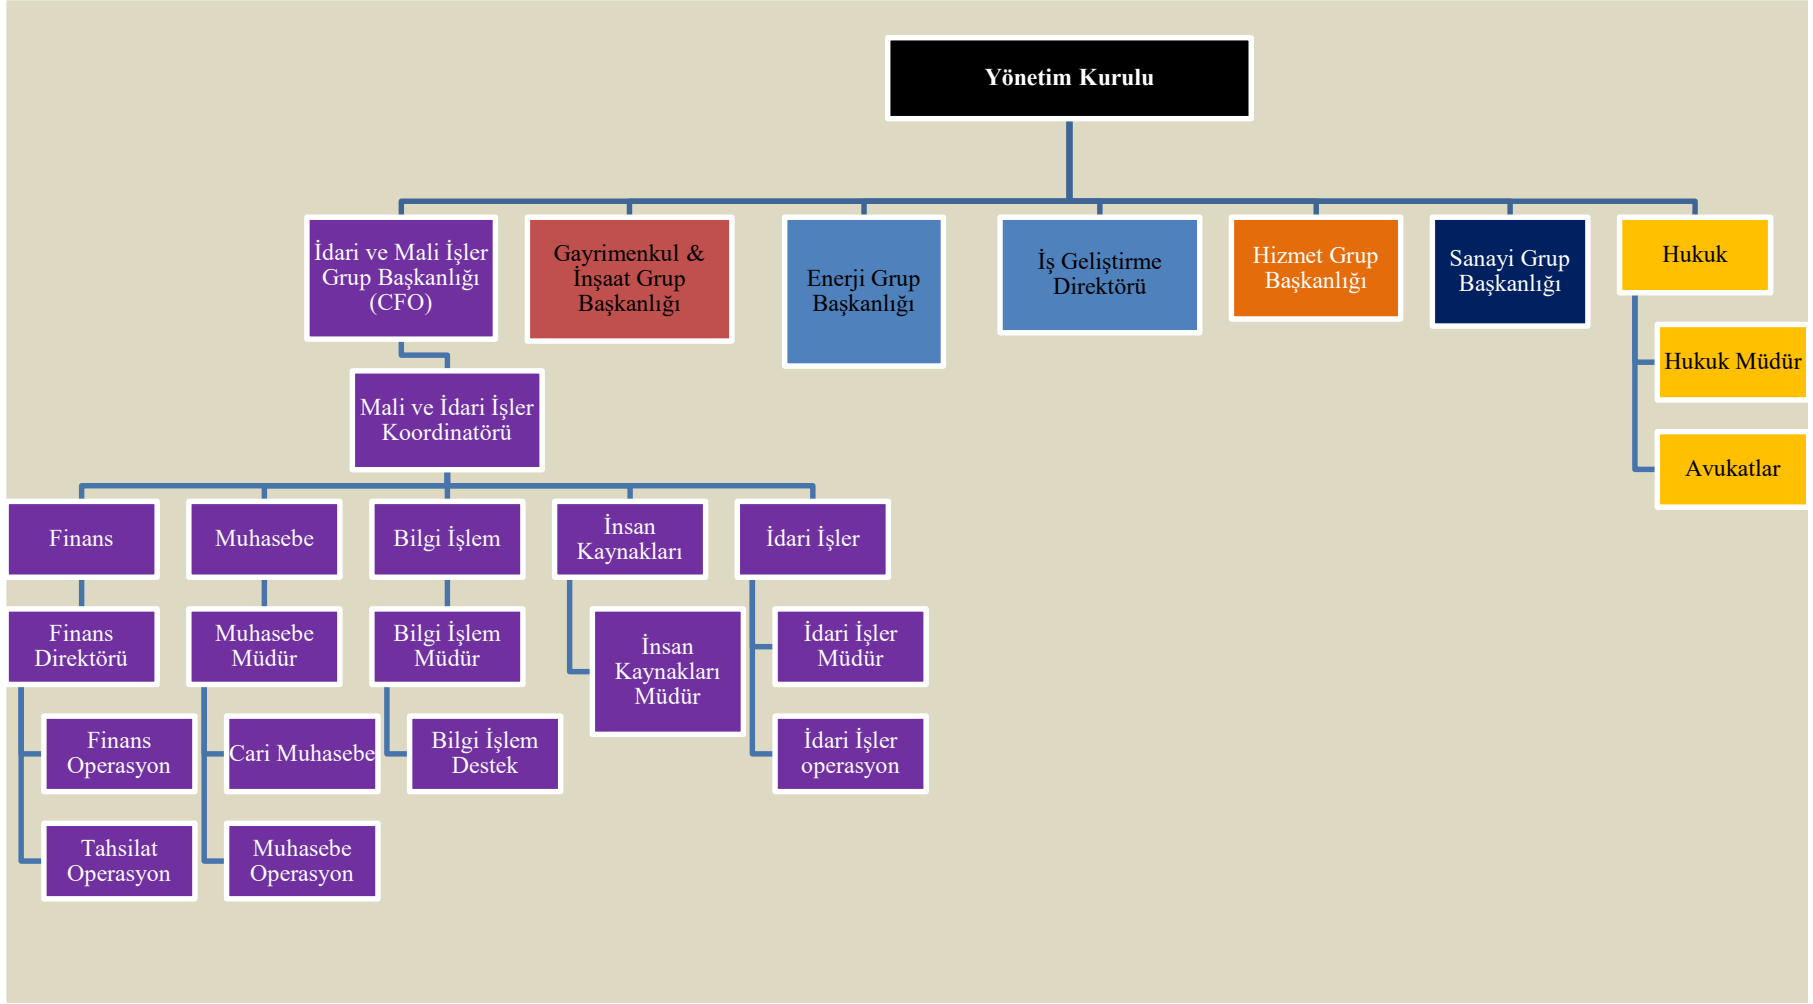 Yönetim Kurulu
İdari ve Mali İşler
Grup Başkanlığı
(CFO)
Gayrimenkul &
İnşaat Grup
Başkanlığı
Enerji Grup
Başkanlığı
İş Geliştirme
Direktörü
Hizmet Grup
Başkanlığı
Sanayi Grup
Başkanlığı
Hukuk
Hukuk Müdür
Avukatlar
Mali ve İdari İşler
Koordinatörü
Finans
Muhasebe
Bilgi İşlem
İnsan
Kaynakları
İdari İşler
Finans
Direktörü
Muhasebe
Müdür
Bilgi İşlem
Müdür
İnsan
Kaynakları
Müdür
İdari İşler
Müdür
Finans
Operasyon
Cari Muhasebe
Bilgi İşlem
Destek
İdari İşler
operasyon
Tahsilat
Operasyon
Muhasebe
Operasyon